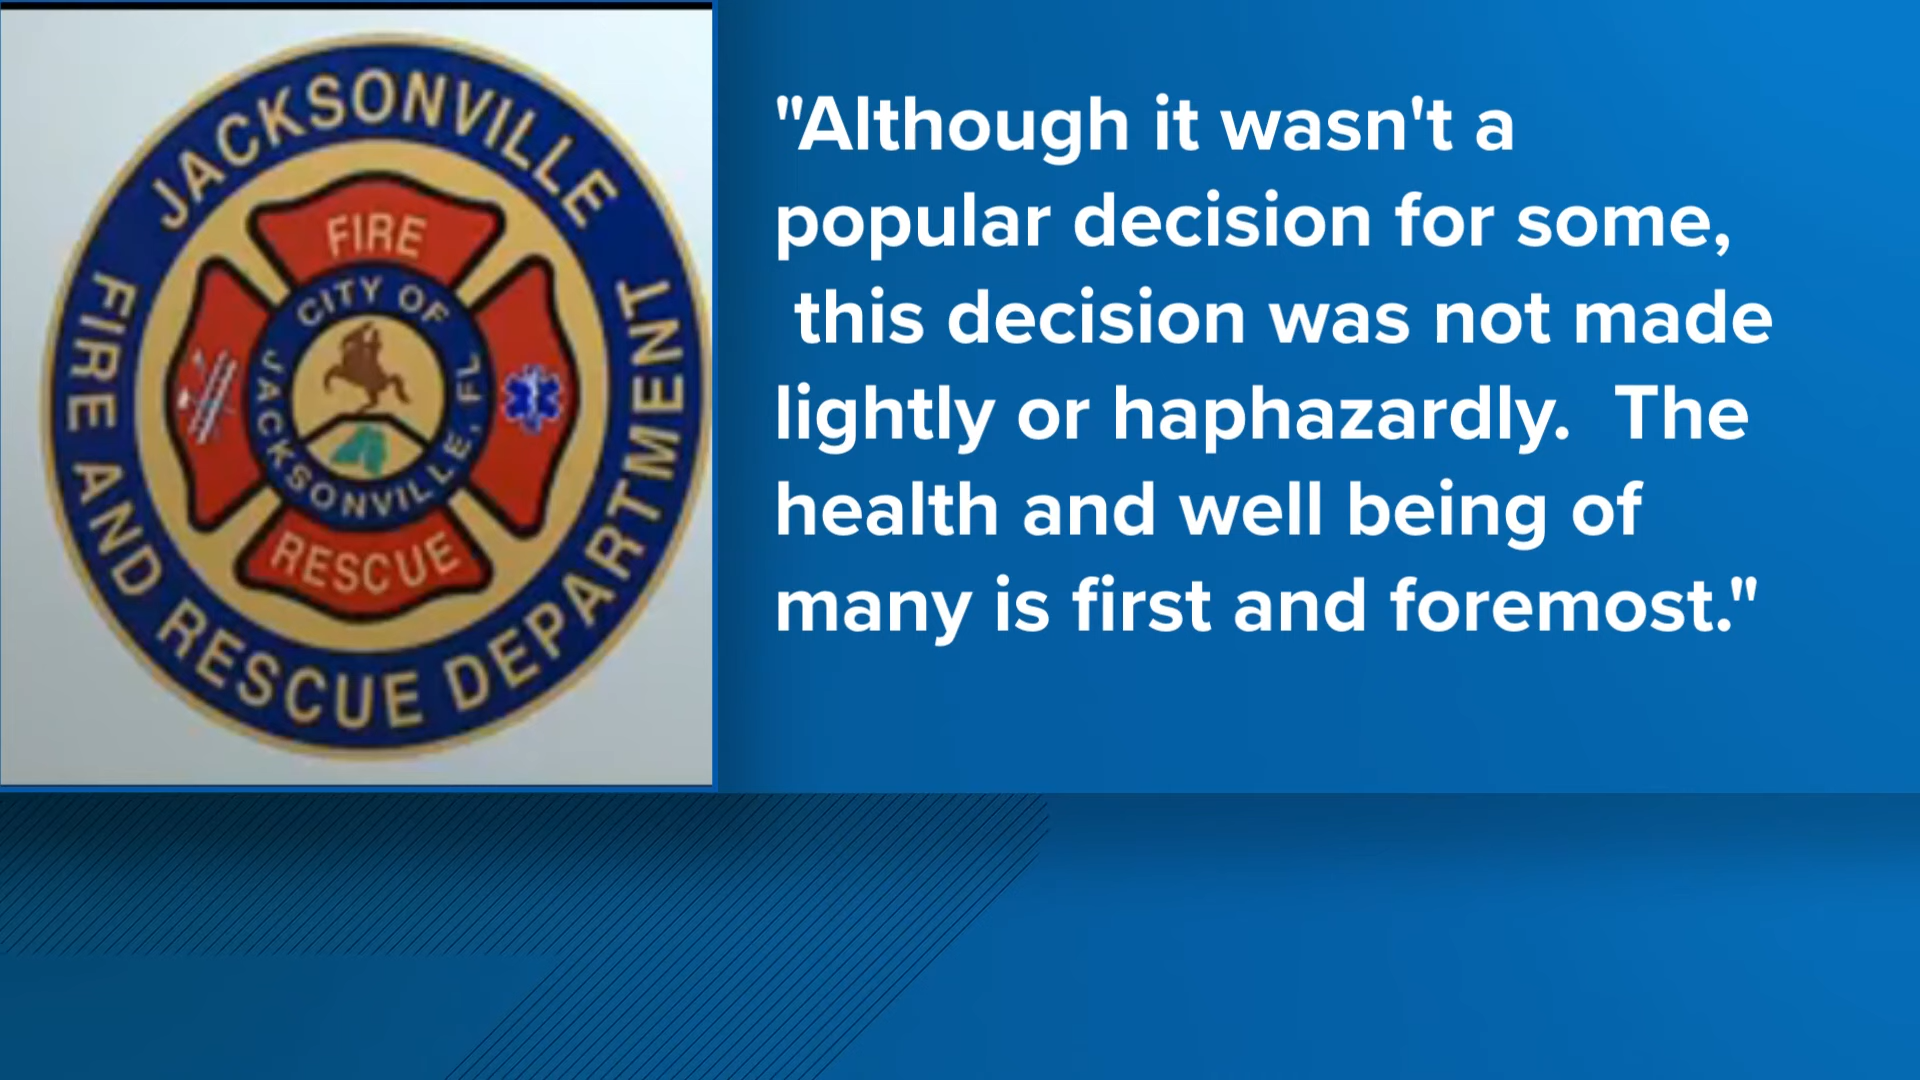 JACKSONVILLE
FIRE AND RESCUE DEPARTMENT
FIRE
CITY OF
JACKSONVILLE, FL
RESCUE
"Although it wasn't a
popular decision for some,
this decision was not made
lightly or haphazardly.  The
health and well being of
many is first and foremost."